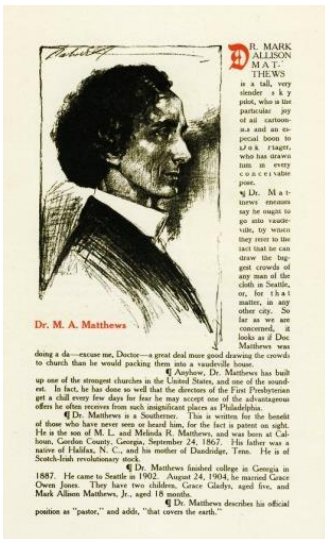 DR. MARK
ALLISON
MAT-
THEWS
is a tall, very
slender sky
pilot, who is the
particular joy
of all cartoon-
ists and an es-
pecial boon to
Hager,
who has drawn
him in every
conceivable
pose.
¶ Dr. Mat-
thews enemies
say he ought to
go into vaude-
ville, by which
they refer to the
fact that he can
draw the big-
gest crowds of
any man of the
cloth in Seattle,
or, for that
matter, in any
other city. So
far as we are
concerned, it
looks as if Doc
Matthews was
Dr. M. A. Matthews
doing a da—excuse me, Doctor—a great deal more good drawing the crowds
to church than he would packing them into a vaudeville house.
¶ Anyhow, Dr. Matthews has built
up one of the strongest churches in the United States, and one of the sound-
est. In fact, he has done so well that the directors of the First Presbyterian
get a chill every few days for fear he may accept one of the advantageous
offers he often receives from such insignificant places as Philadelphia.
¶ Dr. Matthews is a Southerner. This is written for the benefit
of those who have never seen or heard him, for the fact is patent on sight.
He is the son of M. L. and Melinda R. Matthews, and was born at Cal-
houn, Gordon County, Georgia, September 24, 1867. His father was a
native of Halifax, N. C., and his mother of Dandridge, Tenn. He is of
Scotch-Irish revolutionary stock.
¶ Dr. Matthews finished college in Georgia in
1887. He came to Seattle in 1902. August 24, 1904, he married Grace
Owen Jones. They have two children, Grace Gladys, aged five, and
Mark Allison Matthews, Jr., aged 18 months.
¶ Dr. Matthews describes his official
position as "pastor," and adds, "that covers the earth."